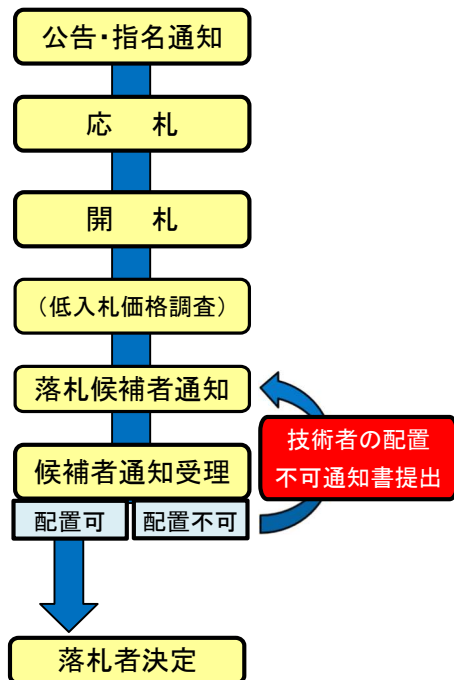 公告・指名通知
応　札
開　札
（低入札価格調査）
落札候補者通知
技術者の配置
不可通知書提出
候補者通知受理
配置可
配置不可
落札者決定